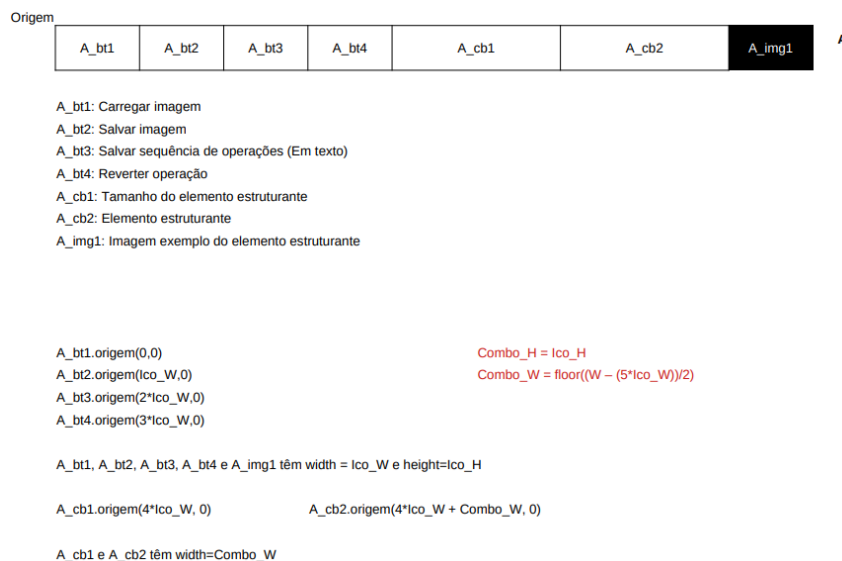 Origem
A_bt1 A_bt2 A_bt3 A_bt4 A_cb1 A_cb2 A_img1
A_bt1: Carregar imagem
A_bt2: Salvar imagem
A_bt3: Salvar sequência de operações (Em texto)
A_bt4: Reverter operação
A_cb1: Tamanho do elemento estruturante
A_cb2: Elemento estruturante
A_img1: Imagem exemplo do elemento estruturante
A_bt1.origem(0,0) Combo_H = Ico_H
A_bt2.origem(Ico_W,0) Combo_W = floor((W – (5*Ico_W))/2)
A_bt3.origem(2*Ico_W,0)
A_bt4.origem(3*Ico_W,0)
A_bt1, A_bt2, A_bt3, A_bt4 e A_img1 têm width = Ico_W e height=Ico_H
A_cb1.origem(4*Ico_W, 0) A_cb2.origem(4*Ico_W + Combo_W, 0)
A_cb1 e A_cb2 têm width=Combo_W